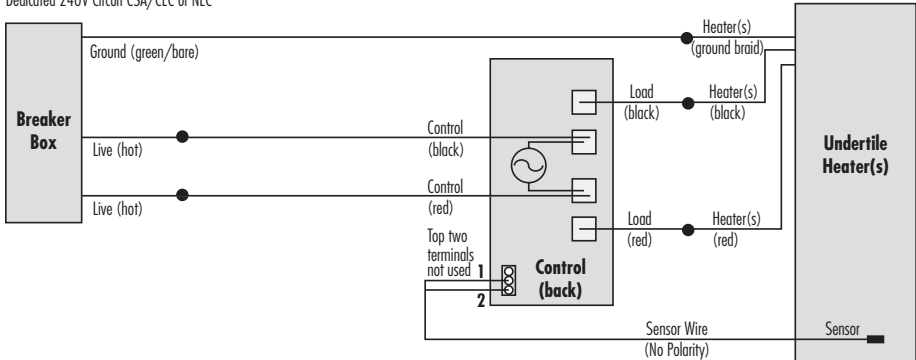 Dedicated 240V Circuit CSA/CEC or NEC
Heater(s)
(ground braid)
Ground (green/bare)
Breaker
Box
Load
(black)
Heater(s)
(black)
Live (hot)
Control
(black)
Undertile
Heater(s)
Live (hot)
Control
(red)
Load
(red)
Heater(s)
(red)
Top two
terminals
not used
1
2
Control
(back)
Sensor Wire
(No Polarity)
Sensor